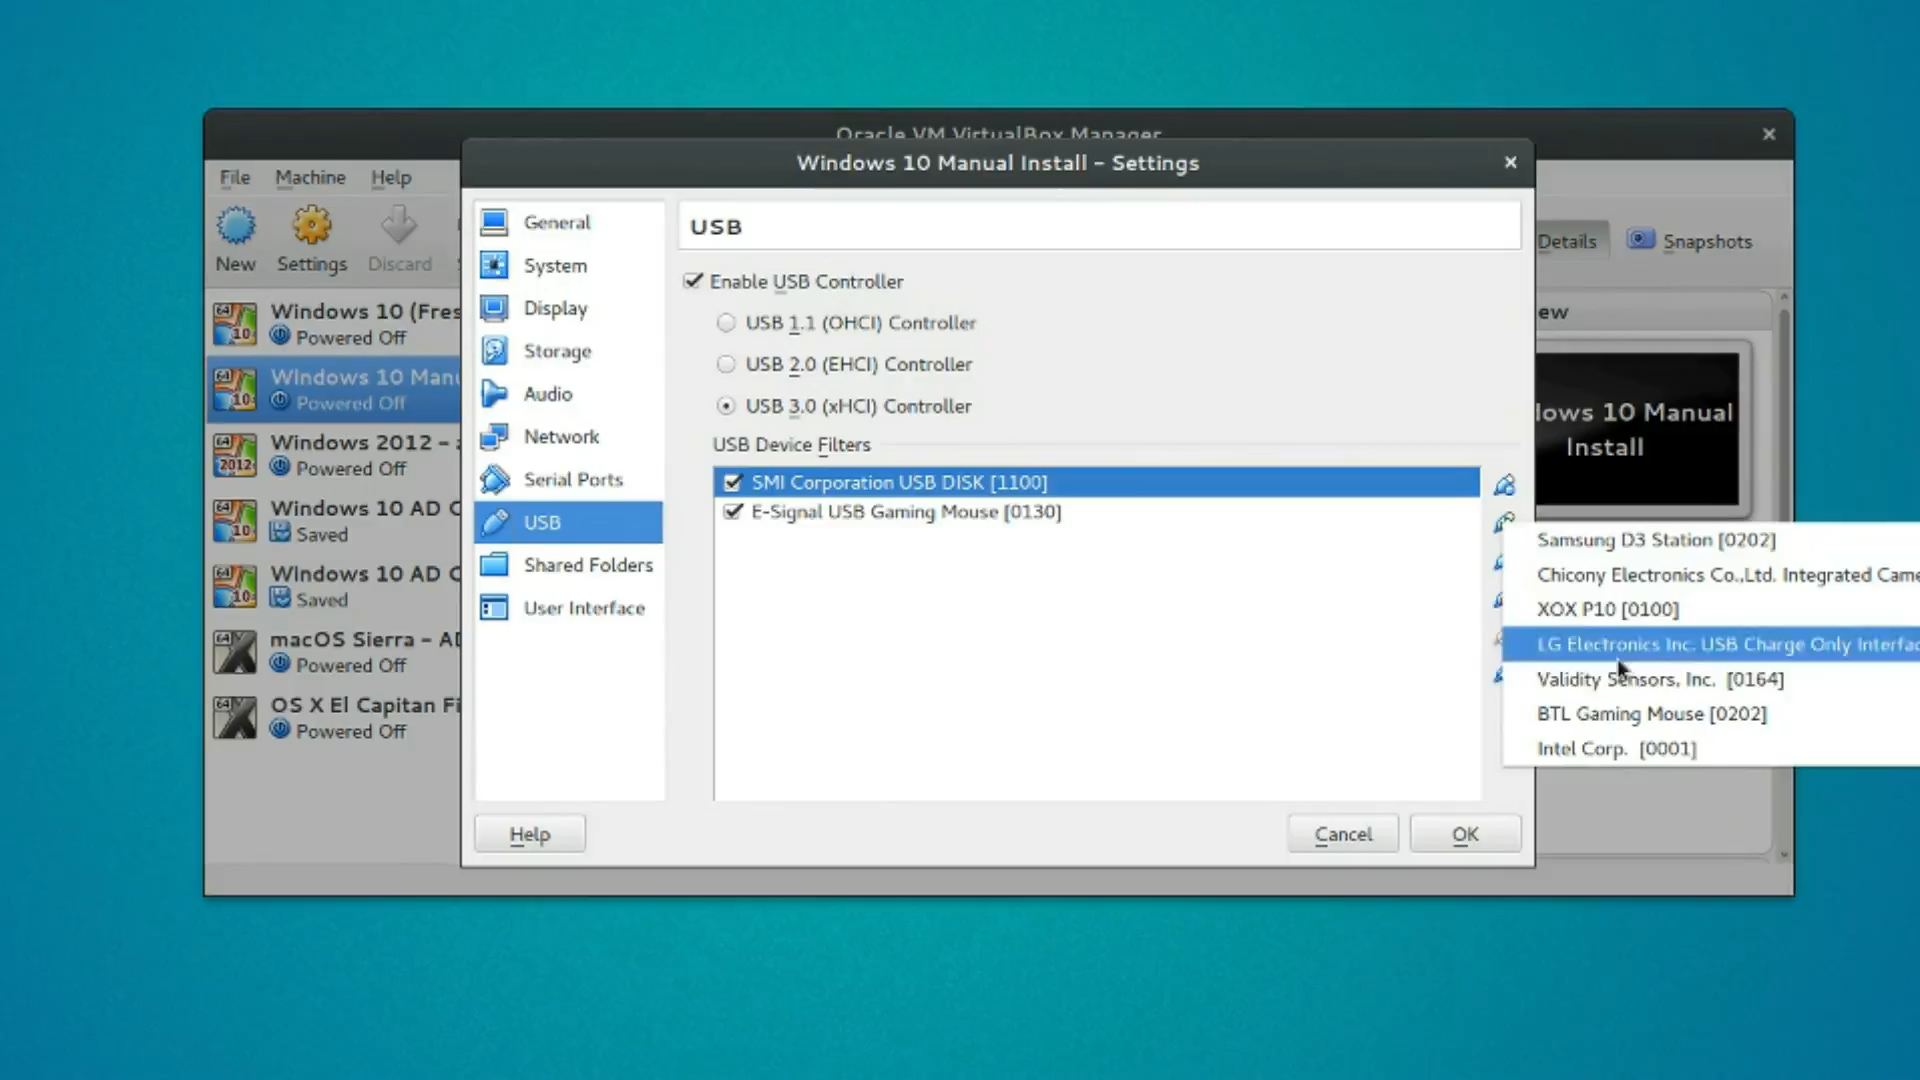 Oracle VM VirtualBox Manager
Windows 10 Manual Install – Settings
File Machine Help
New Settings Discard
Details Snapshots
Windows 10 (Fres
Powered Off
Windows 10 Manu
Powered Off
Windows 2012 –
Powered Off
Windows 10 AD C
Saved
Windows 10 AD C
Saved
macOS Sierra – AD
Powered Off
OS X El Capitan Fi
Powered Off
General
System
Display
Storage
Audio
Network
Serial Ports
USB
Shared Folders
User Interface
USB
Enable USB Controller
USB 1.1 (OHCI) Controller
USB 2.0 (EHCI) Controller
USB 3.0 (xHCI) Controller
USB Device Filters
SMI Corporation USB DISK [1100]
E-Signal USB Gaming Mouse [0130]
ew
lows 10 Manual
Install
Samsung D3 Station [0202]
Chicony Electronics Co.,Ltd. Integrated Came
XOX P10 [0100]
LG Electronics Inc. USB Charge Only Interfac
Validity Sensors, Inc. [0164]
BTL Gaming Mouse [0202]
Intel Corp. [0001]
Help Cancel OK